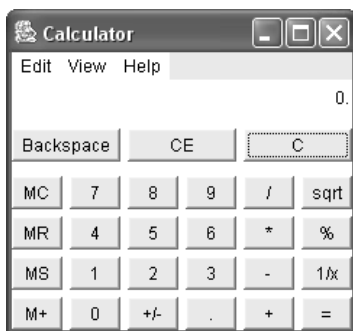 Calculator
Edit View Help
0.
Backspace CE C
MC 7 8 9 / sqrt
MR 4 5 6 * %
MS 1 2 3 - 1/x
M+ 0 +/- . + =